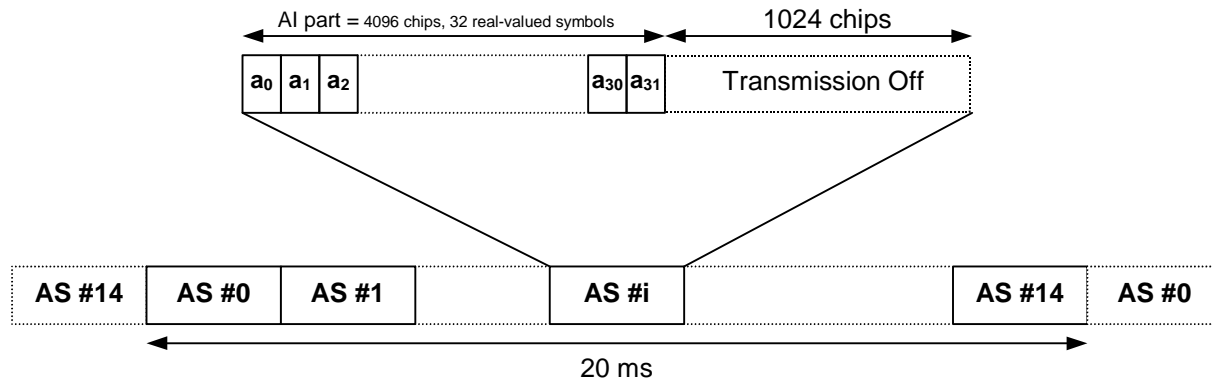 AI part = 4096 chips, 32 real-valued symbols 1024 chips
a0 a1 a2 a30 a31 Transmission Off
AS #14 AS #0 AS #1 AS #i AS #14 AS #0
20 ms